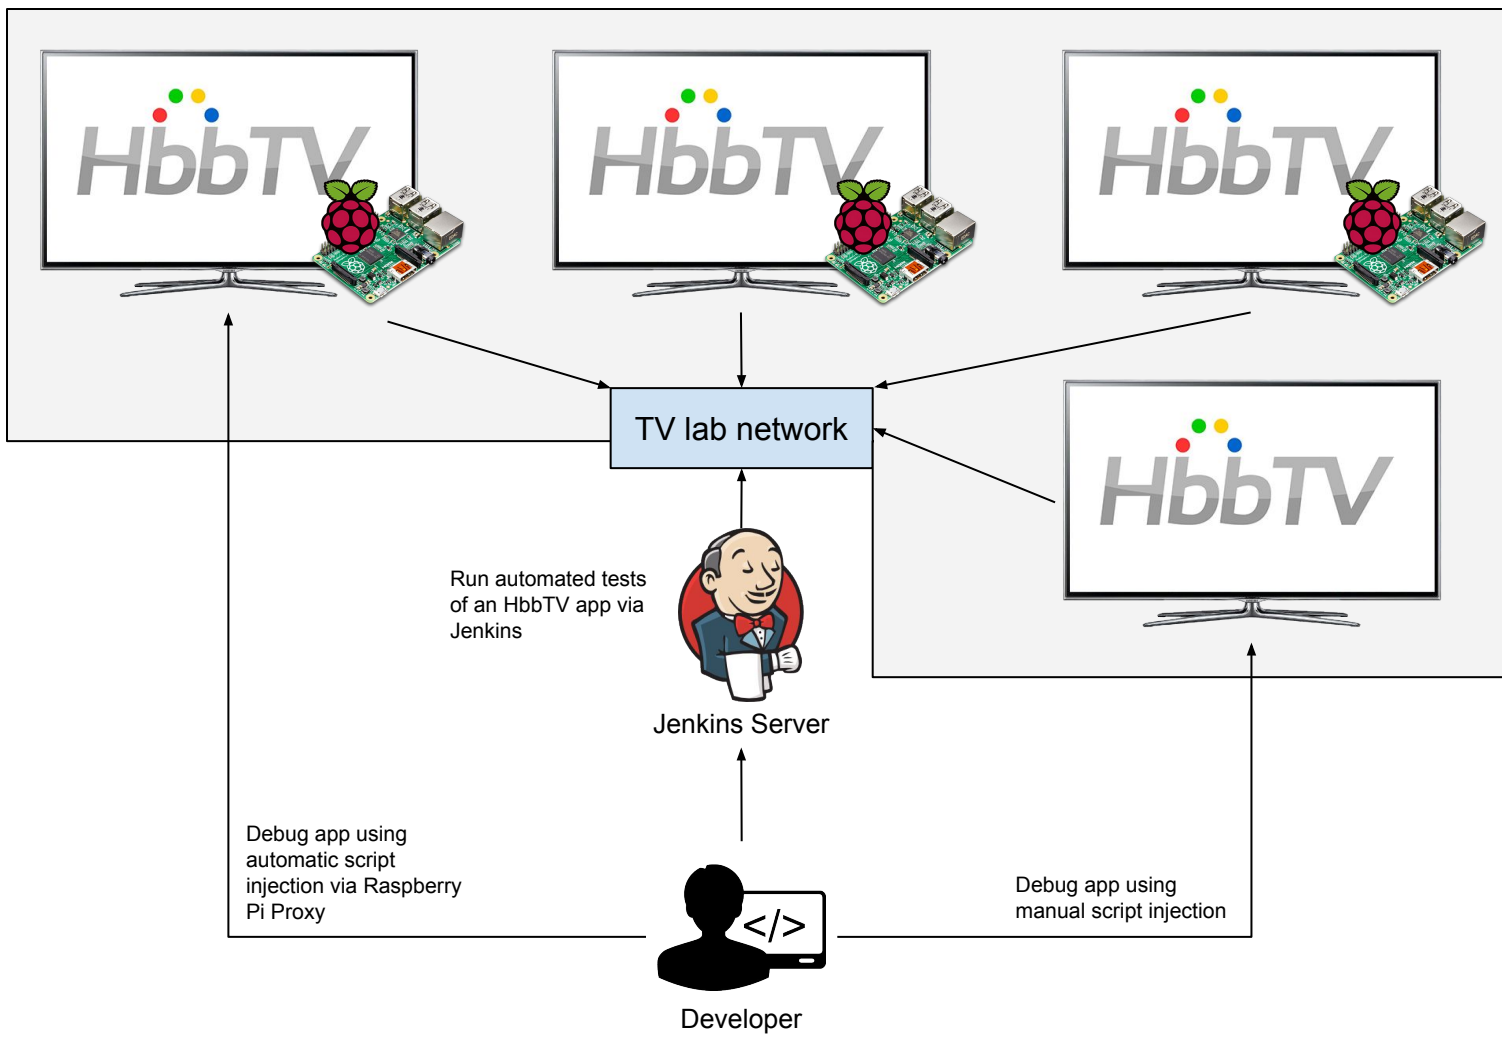 HbbTV
HbbTV
HbbTV
TV lab network
HbbTV
Run automated tests
of an HbbTV app via
Jenkins
Jenkins Server
Debug app using
automatic script
injection via Raspberry
Pi Proxy
Debug app using
manual script injection
</>
Developer